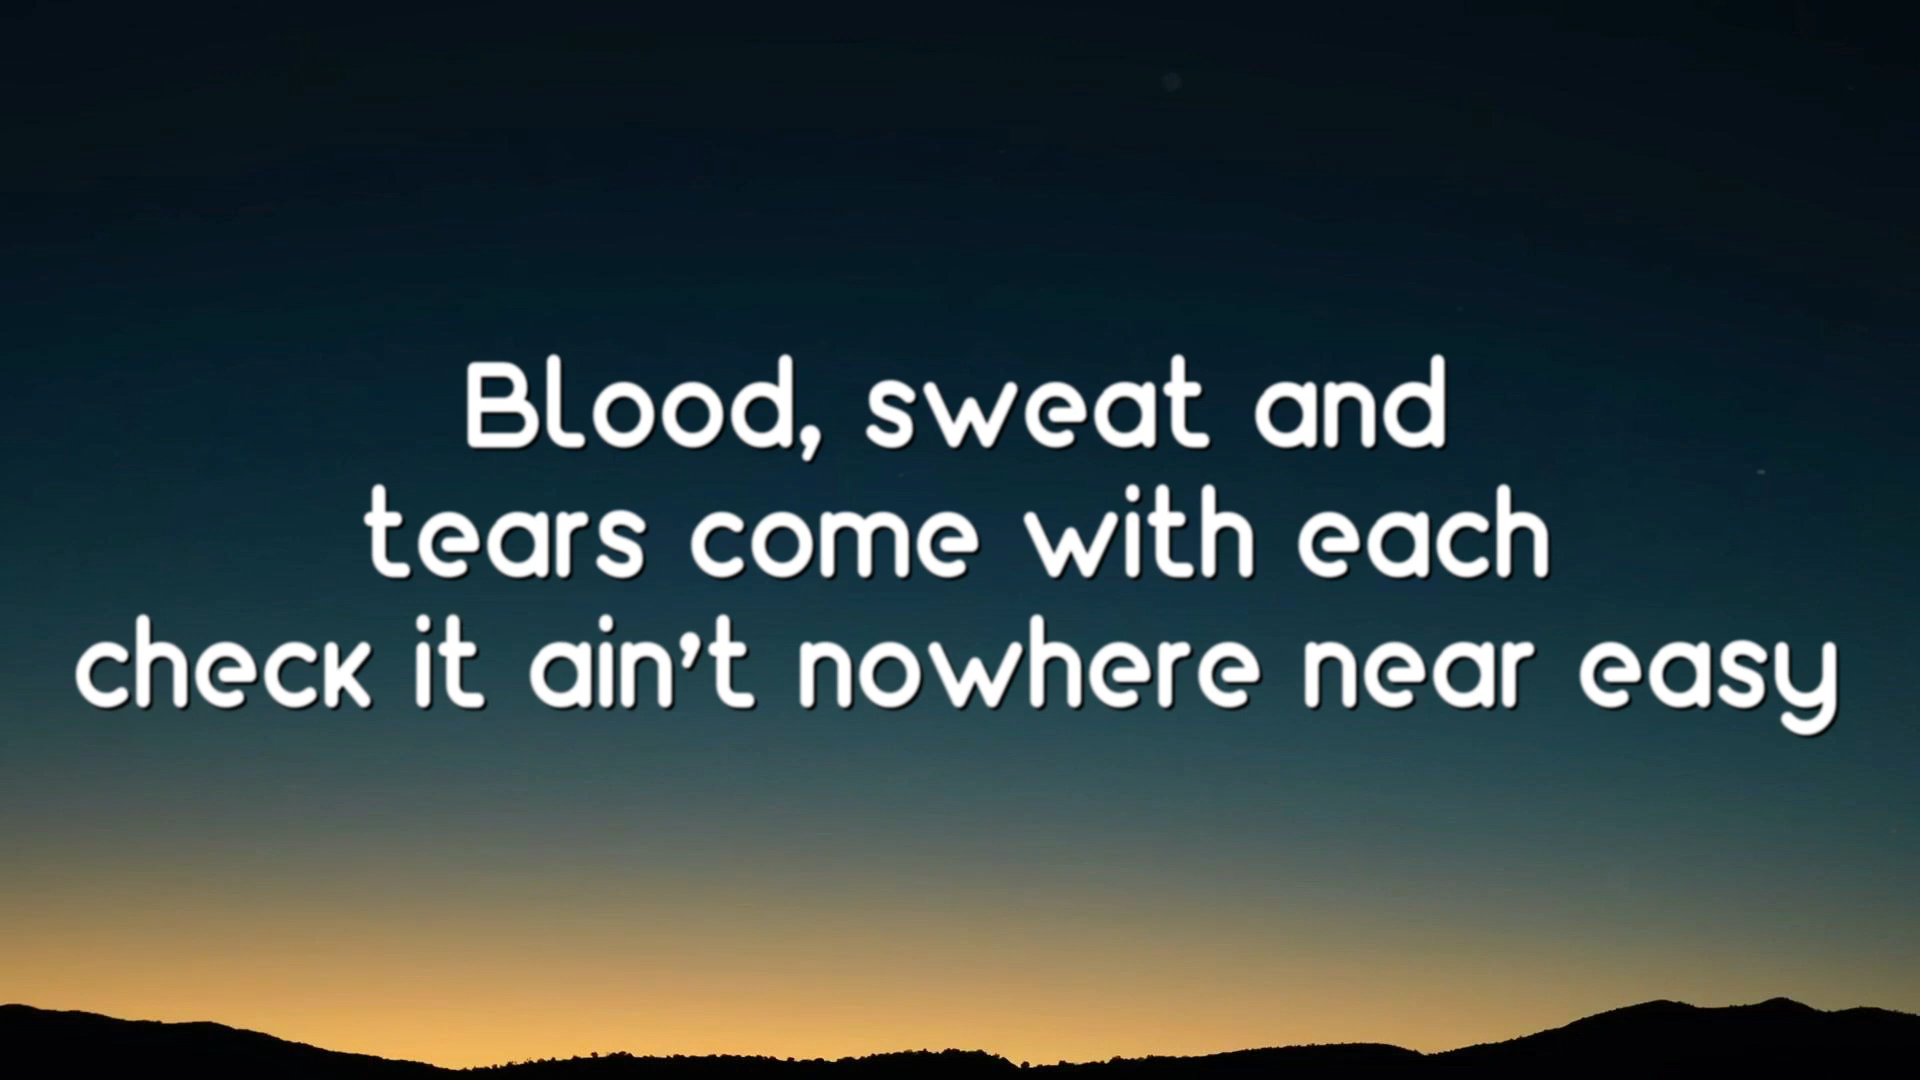 Blood, sweat and
tears come with each
check it ain't nowhere near easy